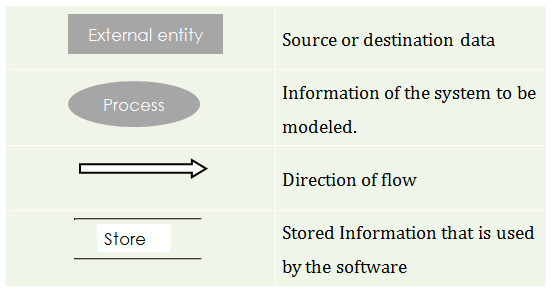 External entity
Source or destination data
Process
Information of the system to be
modeled.
Direction of flow
Store
Stored Information that is used
by the software